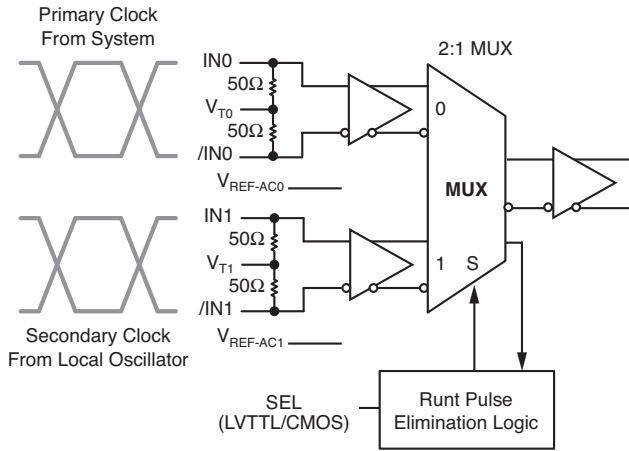 Primary Clock
From System
IN0
50Ω
VT0
50Ω
/IN0
VREF-AC0
2:1 MUX
0
MUX
1 S
IN1
50Ω
VT1
50Ω
/IN1
VREF-AC1
Secondary Clock
From Local Oscillator
SEL
(LVTTL/CMOS)
Runt Pulse
Elimination Logic